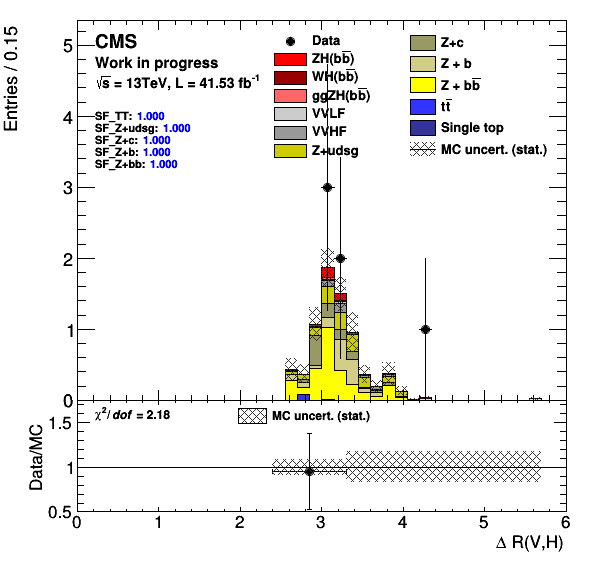 CMS
Work in progress
√s = 13TeV, L = 41.53 fb⁻¹
SF_TT: 1.000
SF_Z+udsg: 1.000
SF_Z+c: 1.000
SF_Z+b: 1.000
SF_Z+bb: 1.000
Data
ZH(bb̅)
WH(bb̅)
ggZH(bb̅)
VVLF
VVHF
Z+udsg
Z+c
Z + b
Z + bb̅
tt̅
Single top
MC uncert. (stat.)
Entries / 0.15
5
4
3
2
1
0
χ²/dof = 2.18
MC uncert. (stat.)
Data/MC
1.5
1
0.5
0 1 2 3 4 5 6
Δ R(V,H)